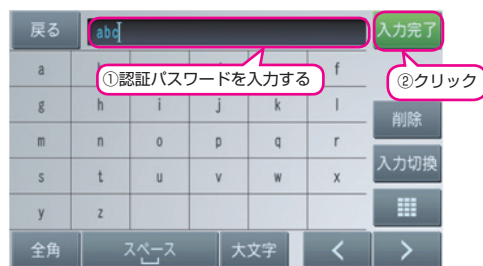 戻る abc 入力完了
①認証パスワードを入力する
②クリック
a f
g h i j k l
削除
m n o p q r
入力切換
s t u v w x
y z
全角 スペース 大文字 < >